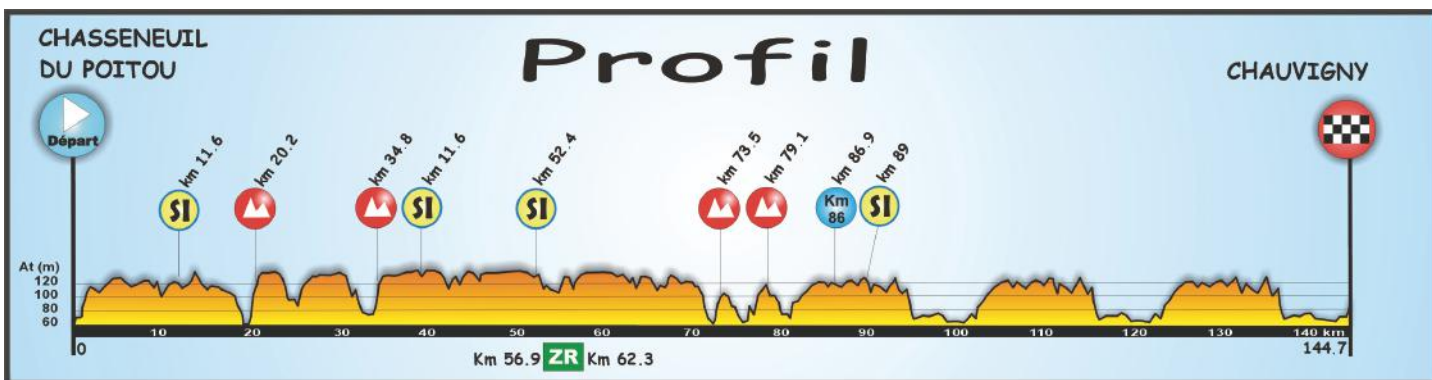 Profil
CHASSENEUIL
DU POITOU
CHAUVIGNY
Départ
km 11.6
km 20.2
km 34.8
km 11.6
km 52.4
km 73.5
km 79.1
km 86.9
km 89
SI
SI
SI
Km
86
SI
At (m)
120
100
80
60
10 20 30 40 50 60 70 80 90 100 110 120 130 140 km
0
144.7
Km 56.9 ZR Km 62.3